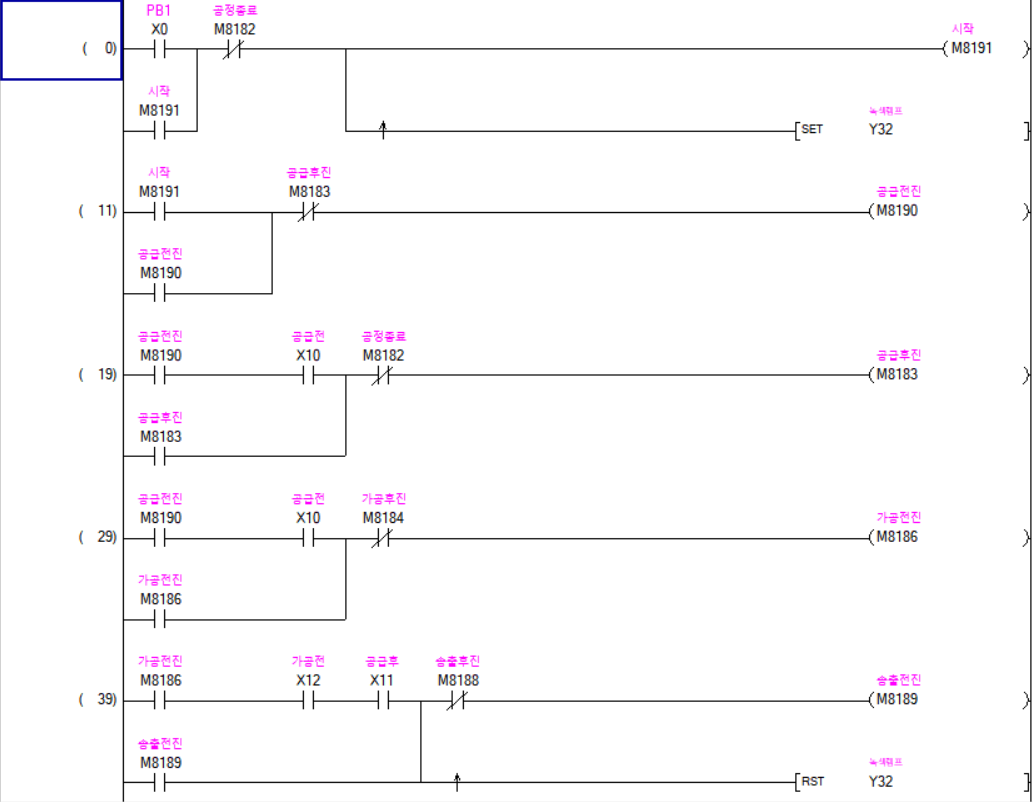 PB1 공정종료
X0 M8182 시작
( 0) ( M8191 )
시작
M8191 녹색램프
[SET Y32 ]
시작 공급후진
M8191 M8183 공급전진
( 11) (M8190 )
공급전진
M8190
공급전진 공급전 공정종료
M8190 X10 M8182 공급후진
( 19) (M8183 )
공급후진
M8183
공급전진 공급전 가공후진
M8190 X10 M8184 가공전진
( 29) (M8186 )
가공전진
M8186
가공전진 가공전 공급후 송출후진
M8186 X12 X11 M8188 송출전진
( 39) (M8189 )
송출전진
M8189 녹색램프
[RST Y32 ]